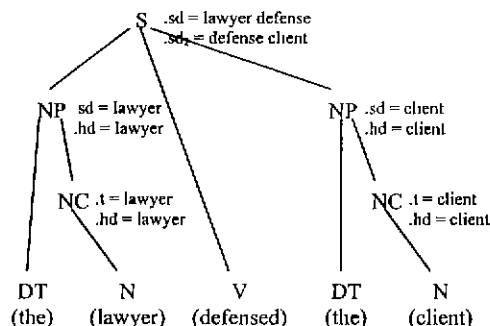 S .sd = lawyer defense
.sd₂ = defense client
NP sd = lawyer
.hd = lawyer
NP .sd = client
.hd = client
NC .t = lawyer
.hd = lawyer
NC .t = client
.hd = client
DT N V DT N
(the) (lawyer) (defensed) (the) (client)